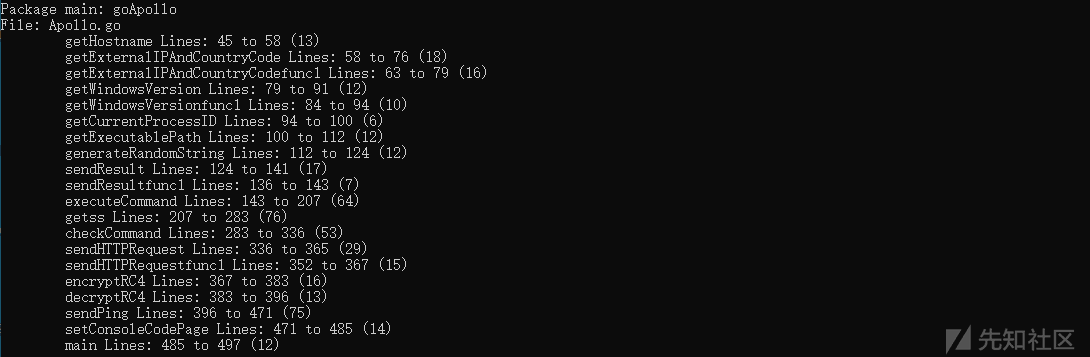 Package main: goApollo
File: Apollo.go
getHostname Lines: 45 to 58 (13)
getExternalIPAndCountryCode Lines: 58 to 76 (18)
getExternalIPAndCountryCodefunc1 Lines: 63 to 79 (16)
getWindowsVersion Lines: 79 to 91 (12)
getWindowsVersionfunc1 Lines: 84 to 94 (10)
getCurrentProcessID Lines: 94 to 100 (6)
getExecutablePath Lines: 100 to 112 (12)
generateRandomString Lines: 112 to 124 (12)
sendResult Lines: 124 to 141 (17)
sendResultfunc1 Lines: 136 to 143 (7)
executeCommand Lines: 143 to 207 (64)
getss Lines: 207 to 283 (76)
checkCommand Lines: 283 to 336 (53)
sendHTTPRequest Lines: 336 to 365 (29)
sendHTTPRequestfunc1 Lines: 352 to 367 (15)
encryptRC4 Lines: 367 to 383 (16)
decryptRC4 Lines: 383 to 396 (13)
sendPing Lines: 396 to 471 (75)
setConsoleCodePage Lines: 471 to 485 (14)
main Lines: 485 to 497 (12)
先知社区